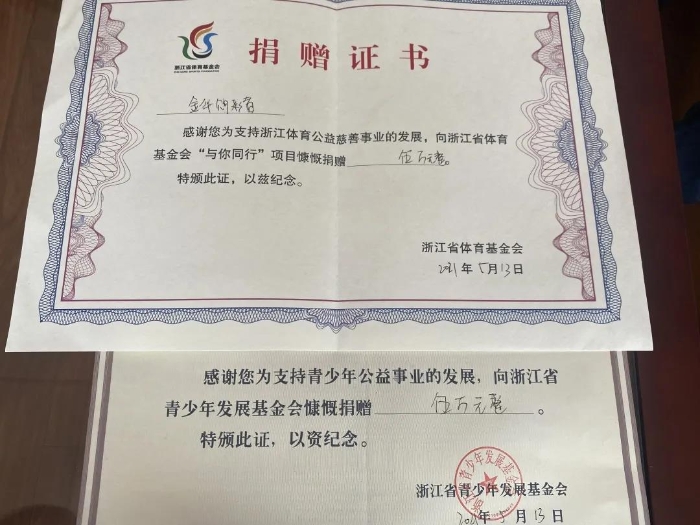 浙江省体育基金会
捐赠证书
感谢您为支持浙江体育公益慈善事业的发展，向浙江省体育
基金会“与你同行”项目慷慨捐赠 伍万元整。
特颁此证，以兹纪念。
浙江省体育基金会
2021年5月13日
感谢您为支持青少年公益事业的发展，向浙江省
青少年发展基金会慷慨捐赠 伍万元整 。
特颁此证，以资纪念。
浙江省青少年发展基金会
月13日